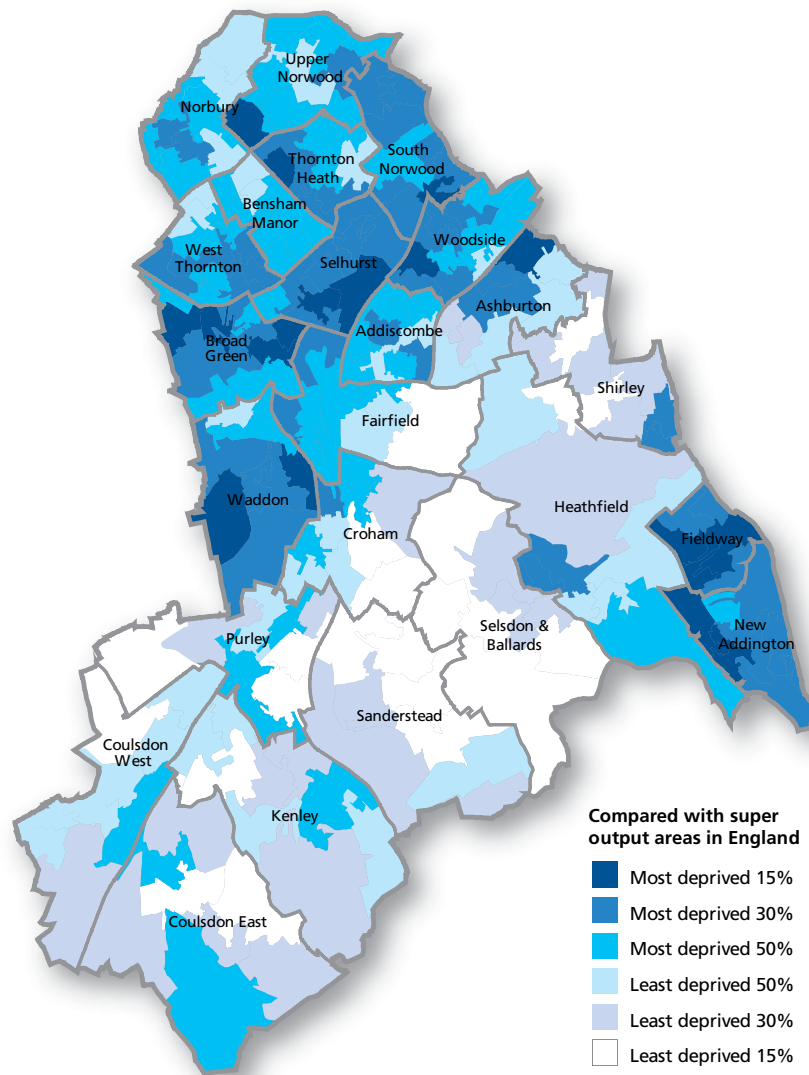 Upper
Norwood
Norbury
Thornton
Heath
South
Norwood
Bensham
Manor
Woodside
West
Thornton
Selhurst
Ashburton
Addiscombe
Broad
Green
Shirley
Fairfield
Waddon
Heathfield
Croham
Fieldway
Purley
Selsdon &
Ballards
New
Addington
Sanderstead
Coulsdon
West
Kenley
Coulsdon East
Compared with super
output areas in England
Most deprived 15%
Most deprived 30%
Most deprived 50%
Least deprived 50%
Least deprived 30%
Least deprived 15%